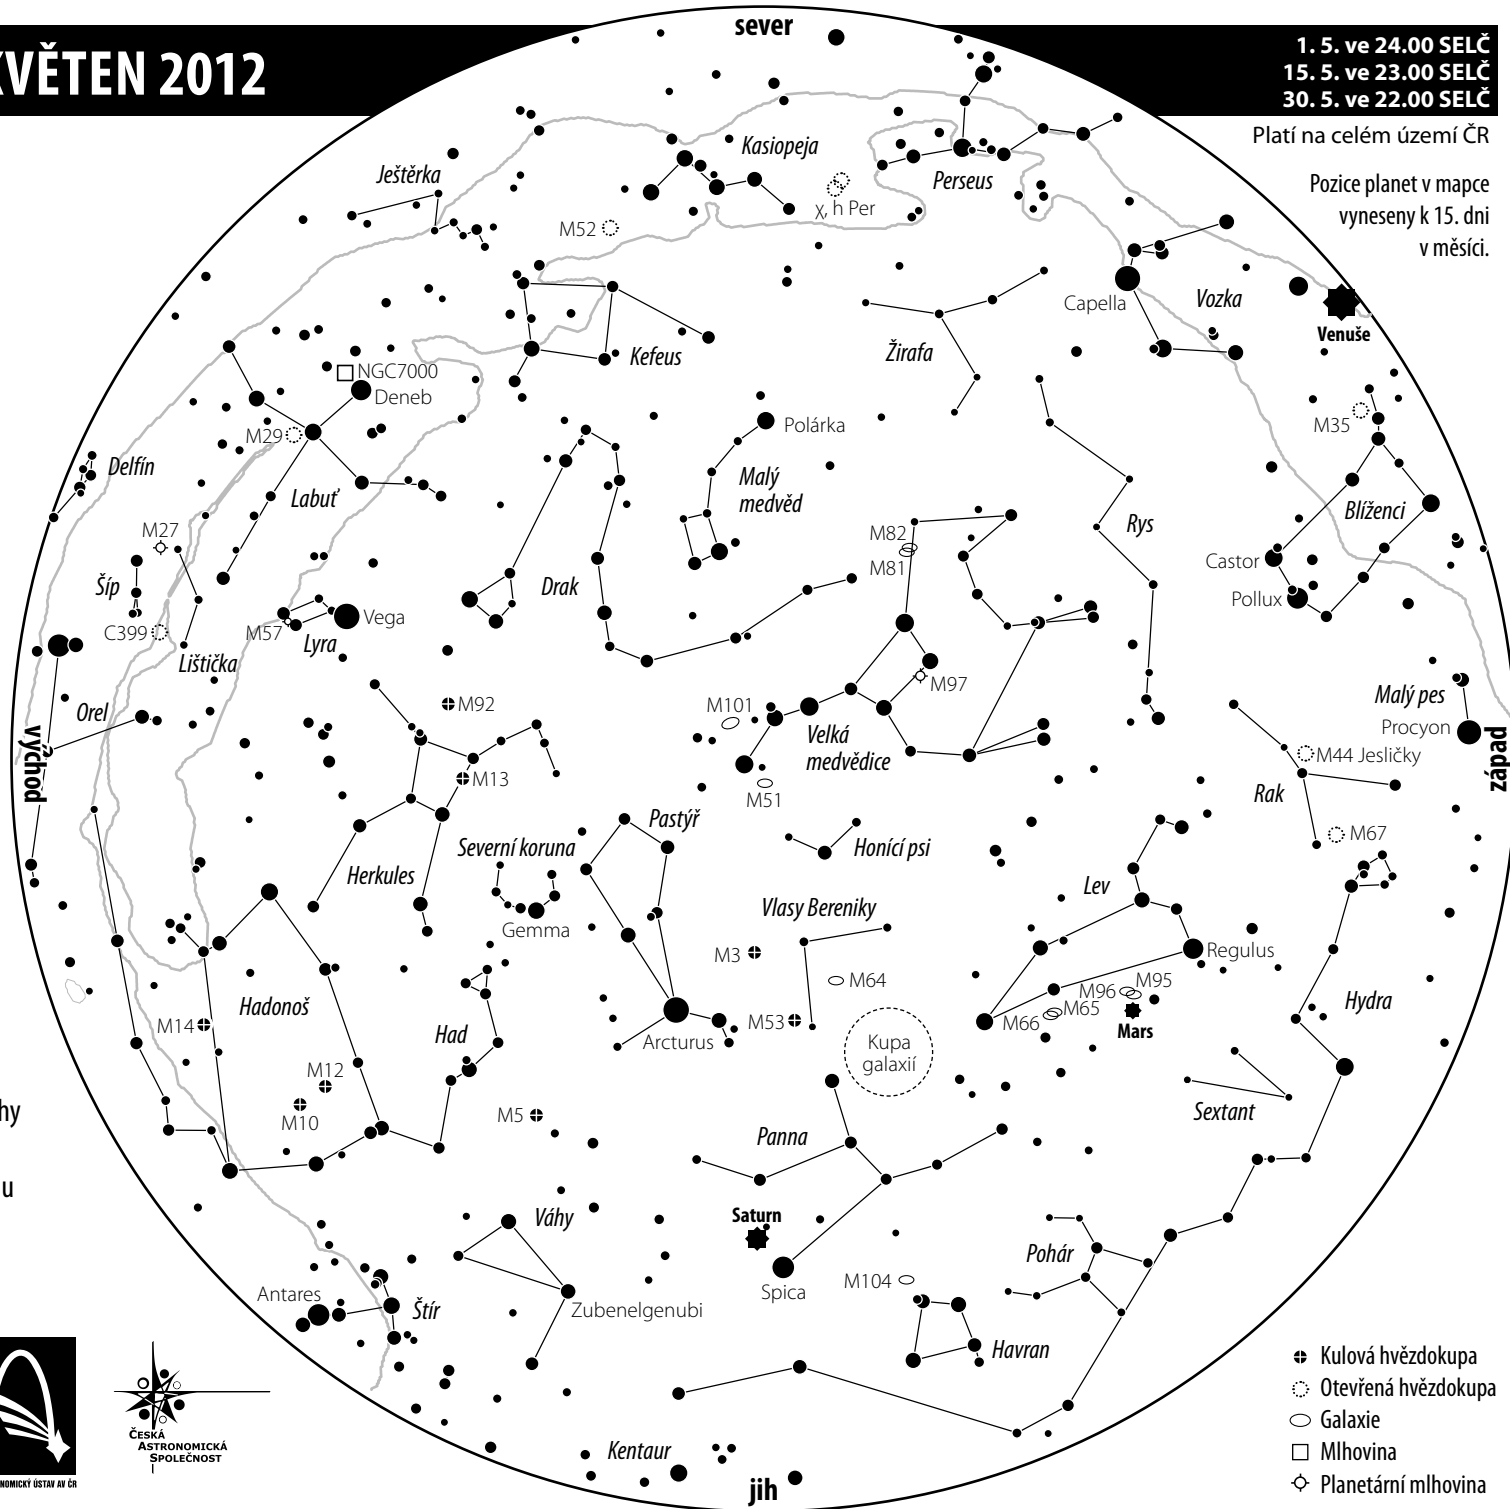 KVĚTEN 2012
sever
1. 5. ve 24.00 SELČ
15. 5. ve 23.00 SELČ
30. 5. ve 22.00 SELČ
Platí na celém území ČR
Pozice planet v mapce
vyneseny k 15. dni
v měsíci.
Kasiopeja
Ještěrka
Perseus
χ, h Per
M52
Capella
Vozka
Venuše
Kefeus
Žirafa
NGC7000
Deneb
M29
Polárka
M35
Delfín
Labuť
Malý
medvěd
Blíženci
M27
M82
M81
Rys
Castor
Šíp
Drak
Pollux
C399
M57
Vega
Lyra
Lištička
M97
Malý pes
Orel
M92
M101
Velká
medvědice
Procyon
východ
západ
M44 Jesličky
M13
M51
Rak
Pastýř
Honící psi
M67
Severní koruna
Herkules
Lev
Gemma
Vlasy Bereniky
M3
Regulus
M64
M96
M95
Hadonoš
M14
Had
Arcturus
M53
M66
M65
Mars
Hydra
Kupa
galaxií
M12
M10
M5
Sextant
hy
Panna
u
Váhy
Saturn
Pohár
M104
Spica
Antares
Štír
Zubenelgenubi
Havran
Kulová hvězdokupa
Otevřená hvězdokupa
Galaxie
Mlhovina
Planetární mlhovina
ČESKÁ
ASTRONOMICKÁ
SPOLEČNOST
NOMICKÝ ÚSTAV AV ČR
Kentaur
jih